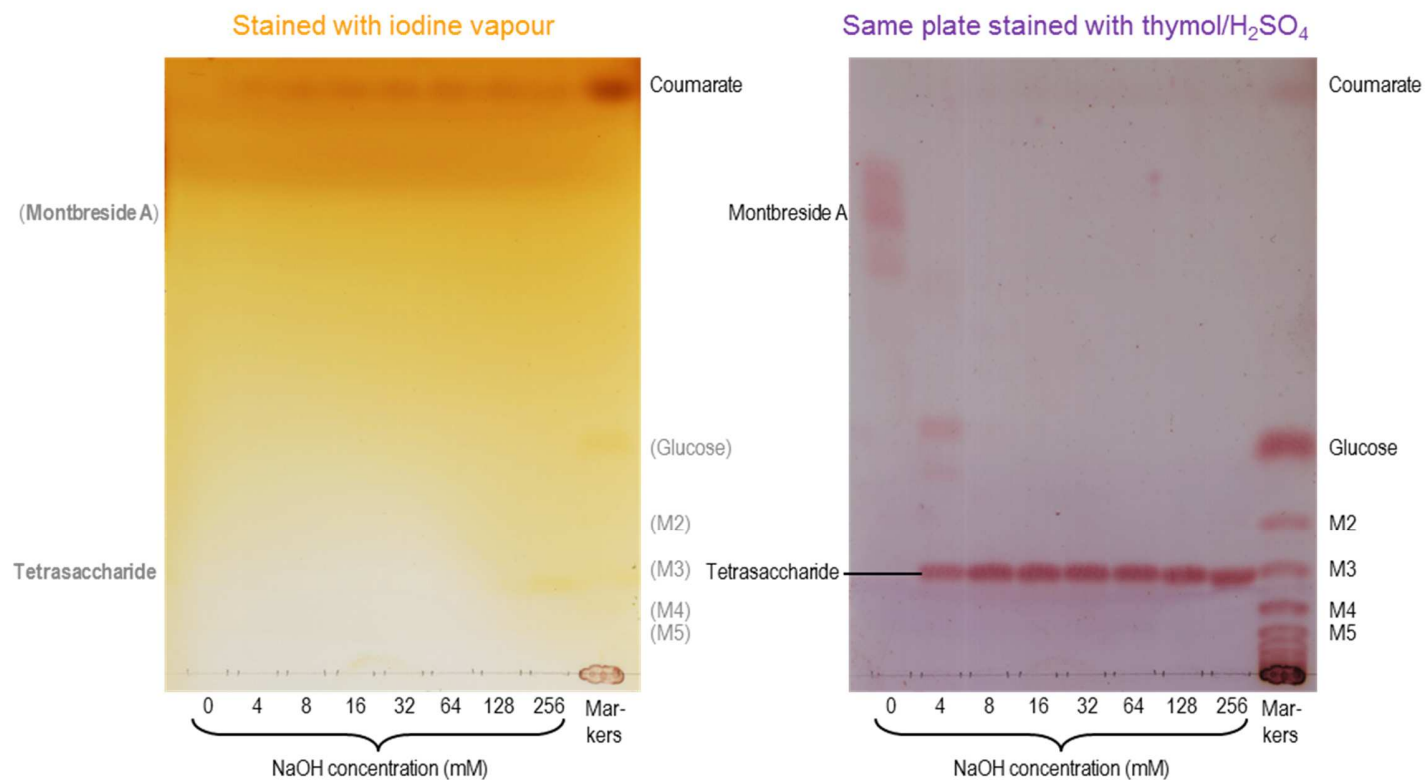 Stained with iodine vapour
Same plate stained with thymol/H₂SO₄
Coumarate
(Montbreside A)
(Glucose)
(M2)
Tetrasaccharide
(M3)
(M4)
(M5)
0 4 8 16 32 64 128 256 Mar-
kers
NaOH concentration (mM)
Coumarate
Montbreside A
Glucose
M2
Tetrasaccharide
M3
M4
M5
0 4 8 16 32 64 128 256 Mar-
kers
NaOH concentration (mM)